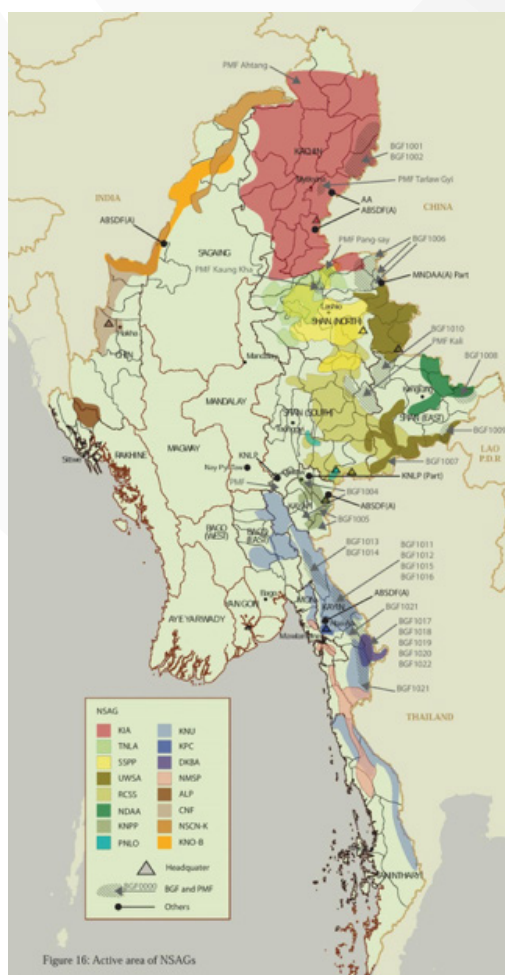 PMF Ahtang
KACHIN
BGF1001
BGF1002
PMF Tarlaw Gyi
AA
ABSDF(A)
INDIA
CHINA
ABSDF(A)
SAGAING
PMF Kaung Kha
PMF Pang-say
BGF1006
MNDAA(A) Part
Lashio
SHAN (NORTH)
Hakha
CHIN
Mandalay
BGF1010
PMF Kali
BGF1008
Kengtong
SHAN (EAST)
MANDALAY
SHAN (SOUTH)
Taunggyi
BGF1009
LAO
P.D.R
Sittwe
RAKHINE
MAGWAY
KNLP
Nay Pyi Taw
PMF
BGF1007
KNLP (Part)
BGF1004
ABSDF(A)
KAYAH
BGF1005
BAGO
(WEST)
BAGO
(EAST)
BGF1013
BGF1014
BGF1011
BGF1012
BGF1015
BGF1016
Bago
YANGON
AYEYARWADY
MON
KAYIN
ABSDF(A)
BGF1021
BGF1017
BGF1018
BGF1019
BGF1020
BGF1022
BGF1021
THAILAND
TANINTHARYI
NSAG
KIA
KNU
TNLA
KPC
SSPP
DKBA
UWSA
NMSP
RCSS
ALP
NDAA
CNF
KNPP
NSCN-K
PNLO
KNO-B
Headquater
BGF0000
BGF and PMF
Others
Figure 16: Active area of NSAGs